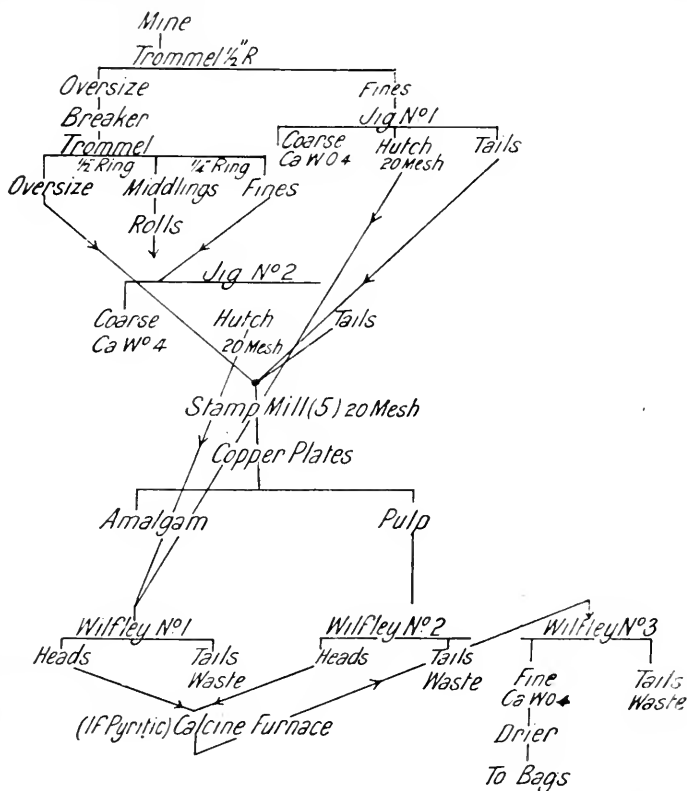 Mine
Trommel 1/2" R
Oversize
Fines
Breaker
Jig No 1
Trommel
Coarse
CaWO4
Hutch
20 Mesh
Tails
1/2 Ring
1/4" Ring
Oversize
Middlings
Fines
Rolls
Jig No 2
Coarse
CaWO4
Hutch
20 Mesh
Tails
Stamp Mill (5) 20 Mesh
Copper Plates
Amalgam
Pulp
Wilfley No. 1
Wilfley No. 2
Wilfley No 3
Heads
Tails
Waste
Heads
Tails
Waste
Fine
CaWO4
Tails
Waste
(If Pyritic) Calcine Furnace
Drier
To Bags